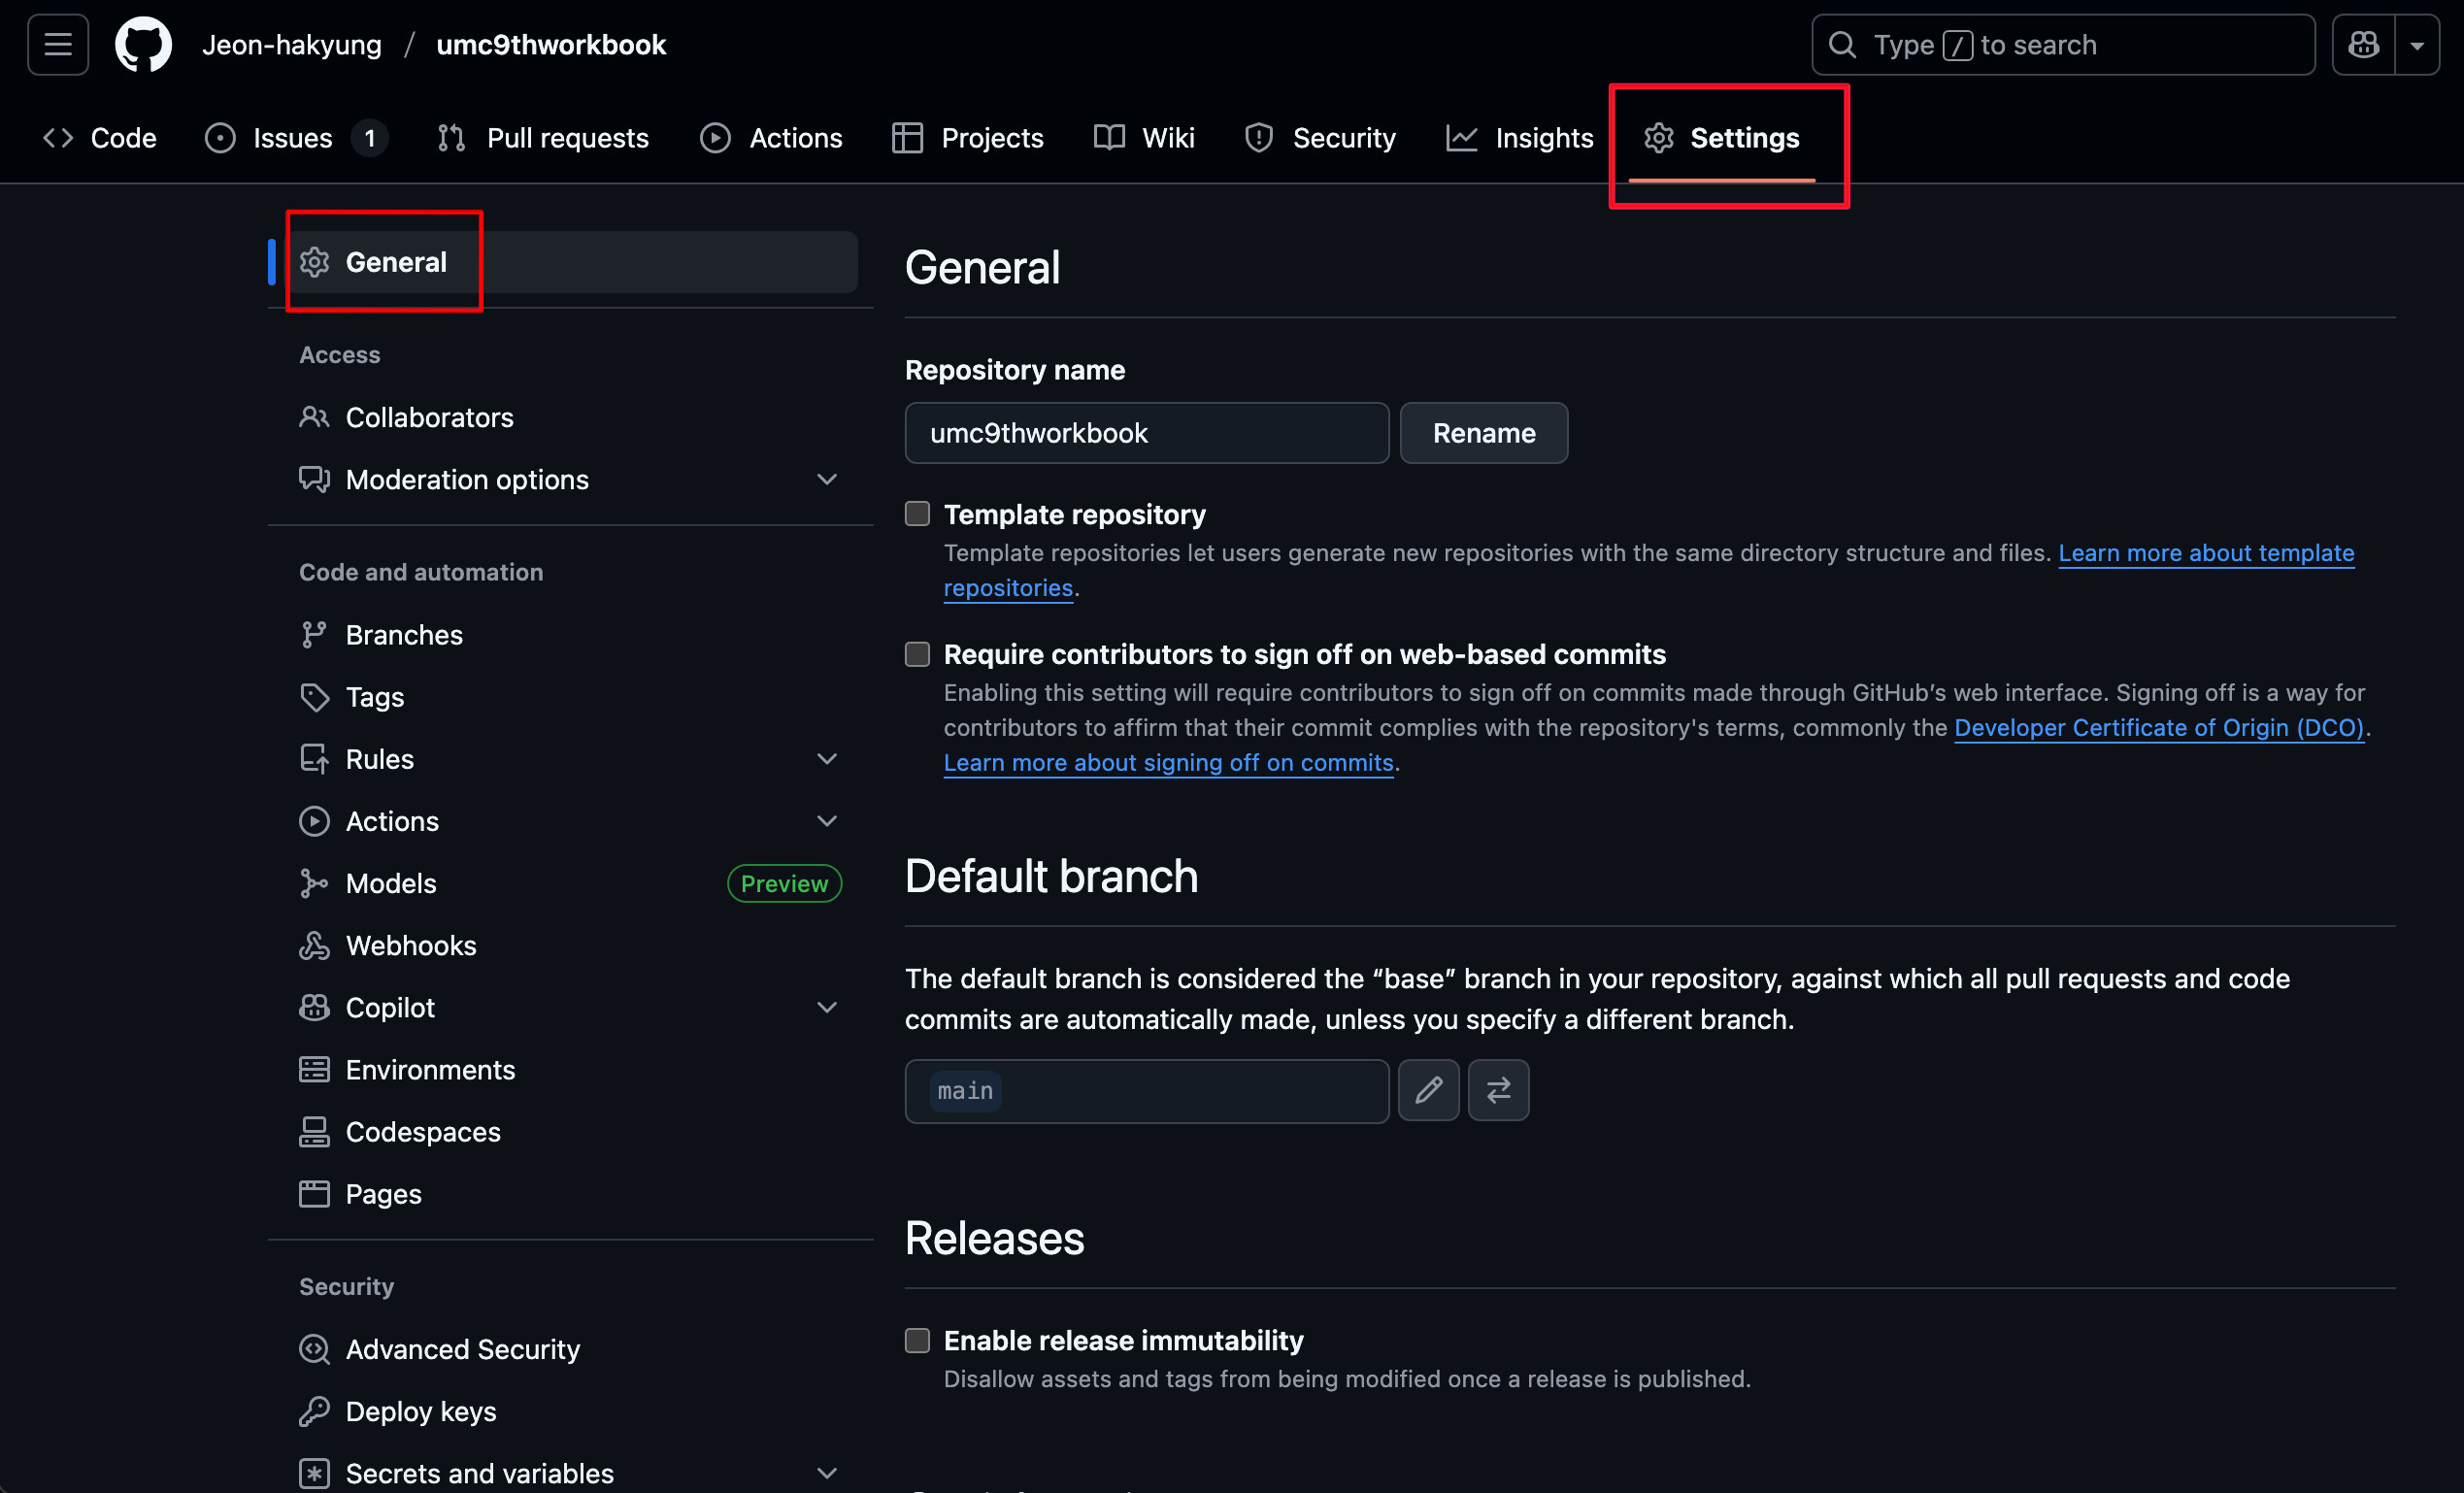 Jeon-hakyung / umc9thworkbook
Type / to search
Code
Issues 1
Pull requests
Actions
Projects
Wiki
Security
Insights
Settings
General
Access
Collaborators
Moderation options
Code and automation
Branches
Tags
Rules
Actions
Models Preview
Webhooks
Copilot
Environments
Codespaces
Pages
Security
Advanced Security
Deploy keys
Secrets and variables
General
Repository name
umc9thworkbook Rename
Template repository
Template repositories let users generate new repositories with the same directory structure and files. Learn more about template
repositories.
Require contributors to sign off on web-based commits
Enabling this setting will require contributors to sign off on commits made through GitHub’s web interface. Signing off is a way for
contributors to affirm that their commit complies with the repository's terms, commonly the Developer Certificate of Origin (DCO).
Learn more about signing off on commits.
Default branch
The default branch is considered the “base” branch in your repository, against which all pull requests and code
commits are automatically made, unless you specify a different branch.
main
Releases
Enable release immutability
Disallow assets and tags from being modified once a release is published.